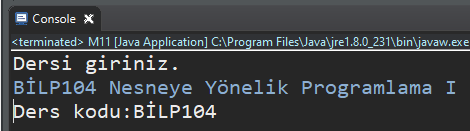 Console
<terminated> M11 [Java Application] C:\Program Files\Java\jre1.8.0_231\bin\javaw.exe
Dersi giriniz.
BİLP104 Nesneye Yönelik Programlama I
Ders kodu:BİLP104